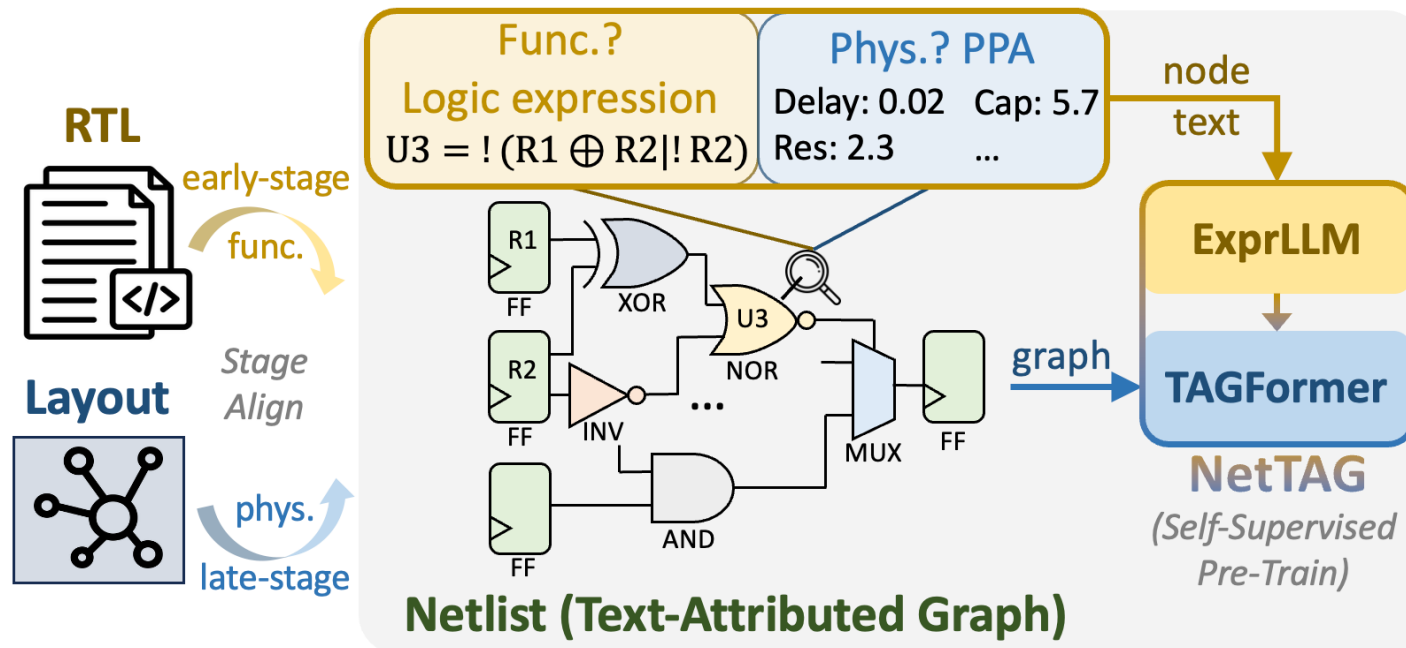 Func.?
Logic expression
U3 = ! (R1 ⊕ R2|! R2)
Phys.? PPA
Delay: 0.02 Cap: 5.7
Res: 2.3 ...
node
text
RTL
</>
early-stage
func.
Stage
Align
Layout
phys.
late-stage
R1
FF
XOR
R2
FF
INV
U3
NOR
...
FF
AND
MUX
FF
graph
ExprLLM
TAGFormer
NetTAG
(Self-Supervised
Pre-Train)
Netlist (Text-Attributed Graph)